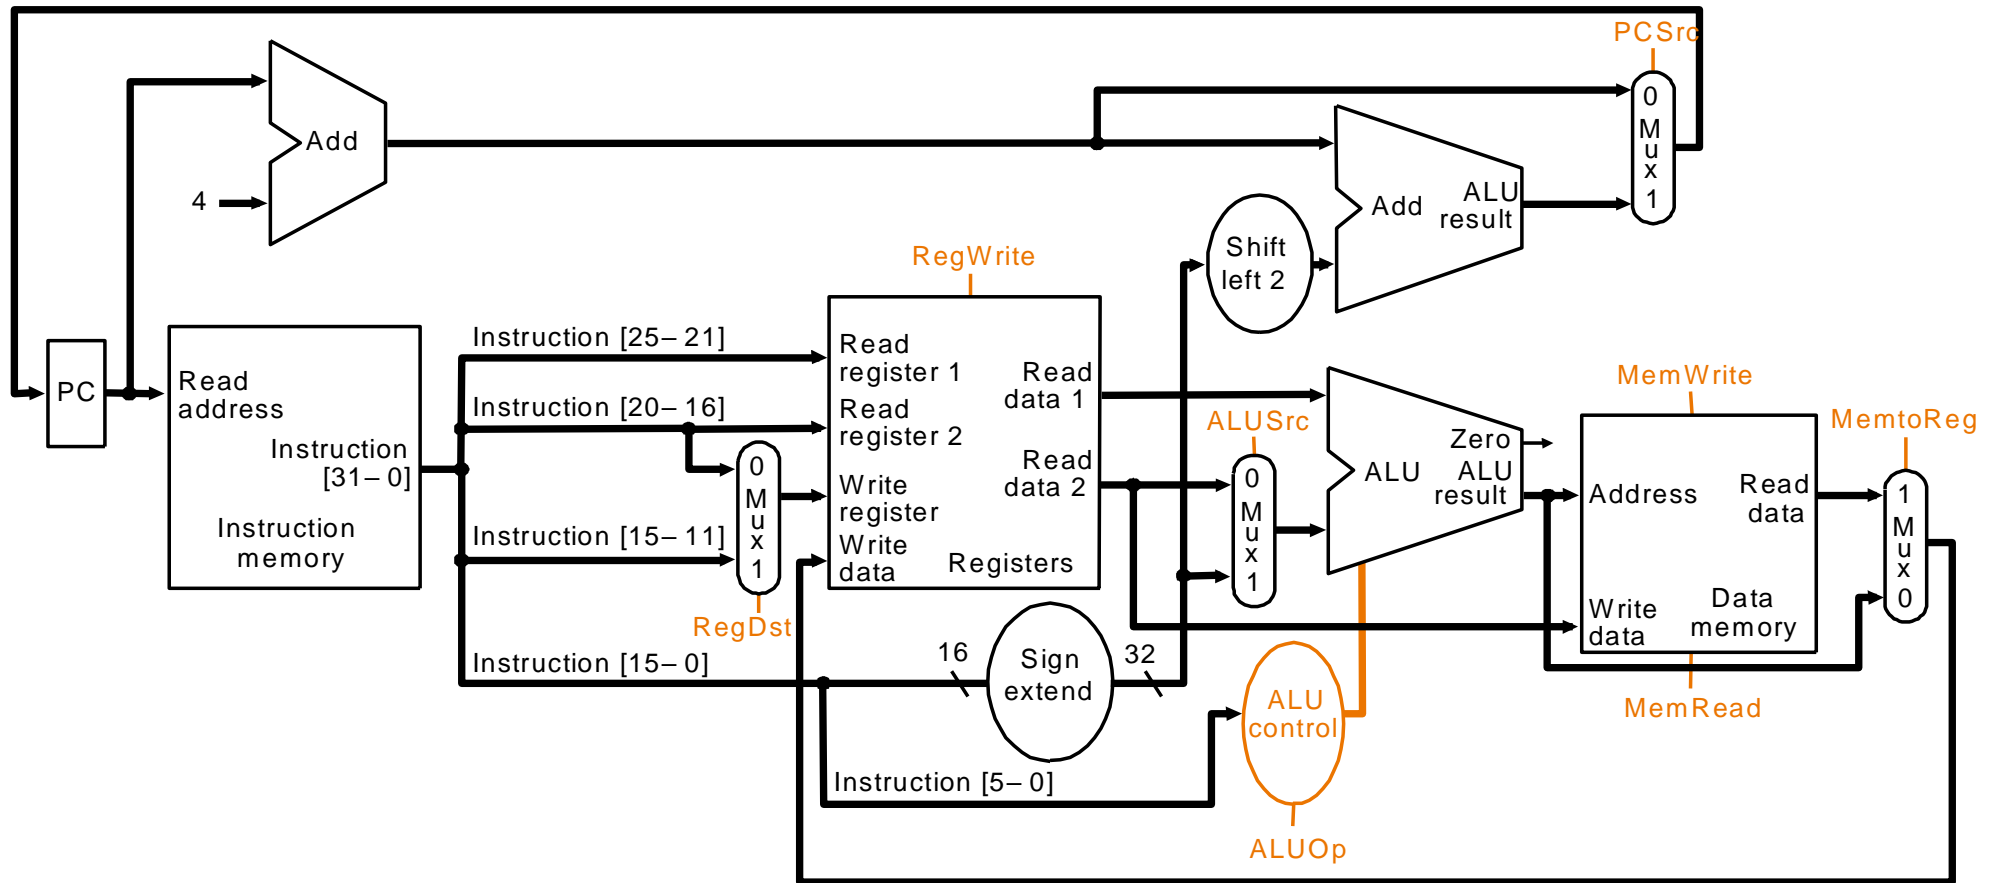 PCSrc
0
M
u
x
1
Add
4
Add
ALU
result
Shift
left 2
RegWrite
PC
Read
address
Instruction
[31– 0]
Instruction
memory
Instruction [25– 21]
Instruction [20– 16]
Instruction [15– 11]
Instruction [15– 0]
0
M
u
x
1
RegDst
Read
register 1
Read
register 2
Write
register
Write
data
Read
data 1
Read
data 2
Registers
16
Sign
extend
32
Instruction [5– 0]
ALUSrc
0
M
u
x
1
ALU
Zero
ALU
result
ALU
control
ALUOp
MemWrite
Address
Write
data
Read
data
Data
memory
MemRead
MemtoReg
1
M
u
x
0